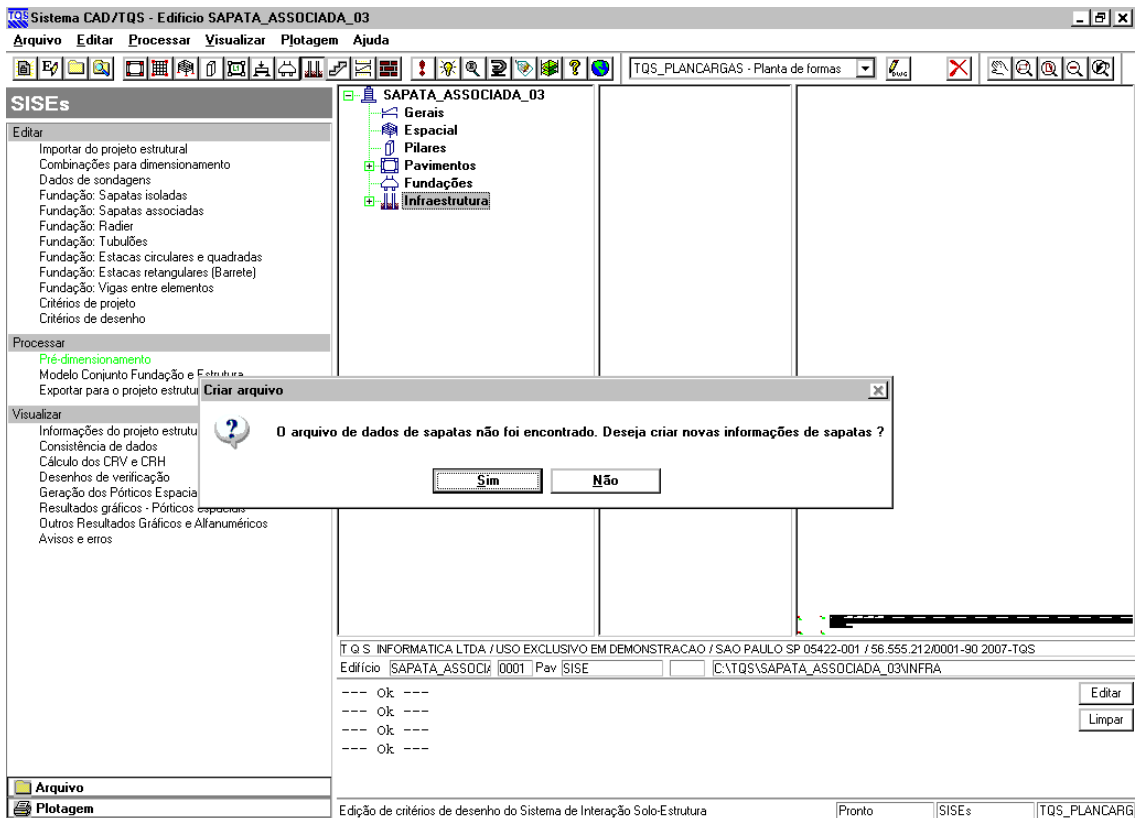 TQS Sistema CAD/TQS - Edificio SAPATA_ASSOCIADA_03
Arquivo Editar Processar Visualizar Plotagem Ajuda
TQS_PLANCARGAS - Planta de formas
DWG
SISEs
Editar
Importar do projeto estrutural
Combinações para dimensionamento
Dados de sondagens
Fundação: Sapatas isoladas
Fundação: Sapatas associadas
Fundação: Radier
Fundação: Tubulões
Fundação: Estacas circulares e quadradas
Fundação: Estacas retangulares (Barrete)
Fundação: Vigas entre elementos
Critérios de projeto
Critérios de desenho
Processar
Pré-dimensionamento
Modelo Conjunto Fundação e Estrutura
Exportar para o projeto estrutu
Visualizar
Informações do projeto estrutu
Consistência de dados
Cálculo dos CRV e CRH
Desenhos de verificação
Geração dos Pórticos Espacia
Resultados gráficos - Pórticos espaciais
Outros Resultados Gráficos e Alfanuméricos
Avisos e erros
Arquivo
Plotagem
SAPATA_ASSOCIADA_03
Gerais
Espacial
Pilares
Pavimentos
Fundações
Infraestrutura
Criar arquivo
O arquivo de dados de sapatas não foi encontrado. Deseja criar novas informações de sapatas ?
Sim Não
T Q S INFORMATICA LTDA / USO EXCLUSIVO EM DEMONSTRACAO / SAO PAULO SP 05422-001 / 56.555.212/0001-90 2007-TQS
Edifício SAPATA_ASSOCIA 0001 Pav SISE C:\TQS\SAPATA_ASSOCIADA_03\INFRA
--- Ok ---
--- Ok ---
--- Ok ---
--- Ok ---
Editar
Limpar
Edição de critérios de desenho do Sistema de Interação Solo-Estrutura Pronto SISEs TQS_PLANCARG